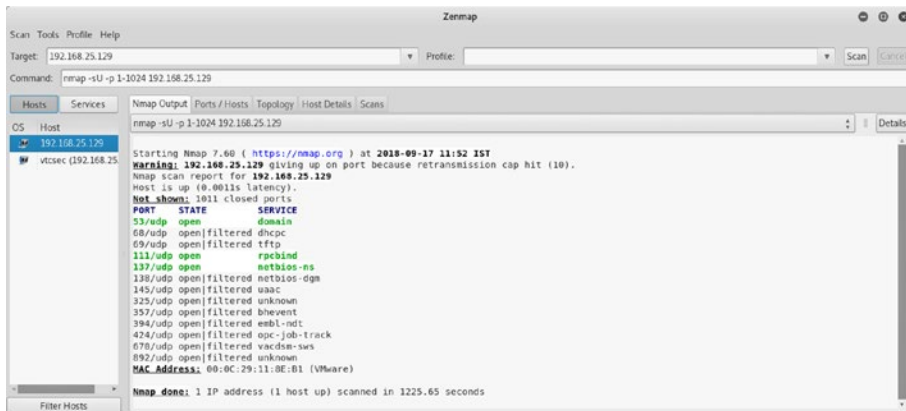 Zenmap
Scan Tools Profile Help
Target: 192.168.25.129 Profile: Scan Cancel
Command: nmap -sU -p 1-1024 192.168.25.129
Hosts Services Nmap Output Ports / Hosts Topology Host Details Scans
OS Host
192.168.25.129
vtcsec (192.168.25
nmap -sU -p 1-1024 192.168.25.129 Details
Starting Nmap 7.60 ( https://nmap.org ) at 2018-09-17 11:52 IST
Warning: 192.168.25.129 giving up on port because retransmission cap hit (10).
Nmap scan report for 192.168.25.129
Host is up (0.0011s latency).
Not shown: 1011 closed ports
PORT STATE SERVICE
53/udp open domain
68/udp open|filtered dhcpc
69/udp open|filtered tftp
111/udp open rpcbind
137/udp open netbios-ns
138/udp open|filtered netbios-dgm
145/udp open|filtered uaac
325/udp open|filtered unknown
357/udp open|filtered bhevent
394/udp open|filtered embl-ndt
424/udp open|filtered opc-job-track
678/udp open|filtered vacdsm-sws
892/udp open|filtered unknown
MAC Address: 00:0C:29:11:8E:B1 (VMware)
Nmap done: 1 IP address (1 host up) scanned in 1225.65 seconds
Filter Hosts